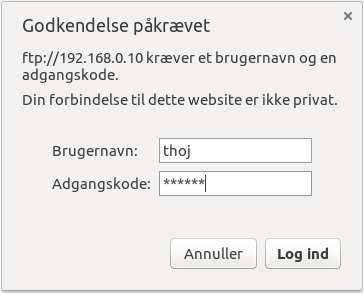 Godkendelse påkrævet
ftp://192.168.0.10 kræver et brugernavn og en
adgangskode.
Din forbindelse til dette website er ikke privat.
Brugernavn: thoj
Adgangskode: ******
Annuller Log ind